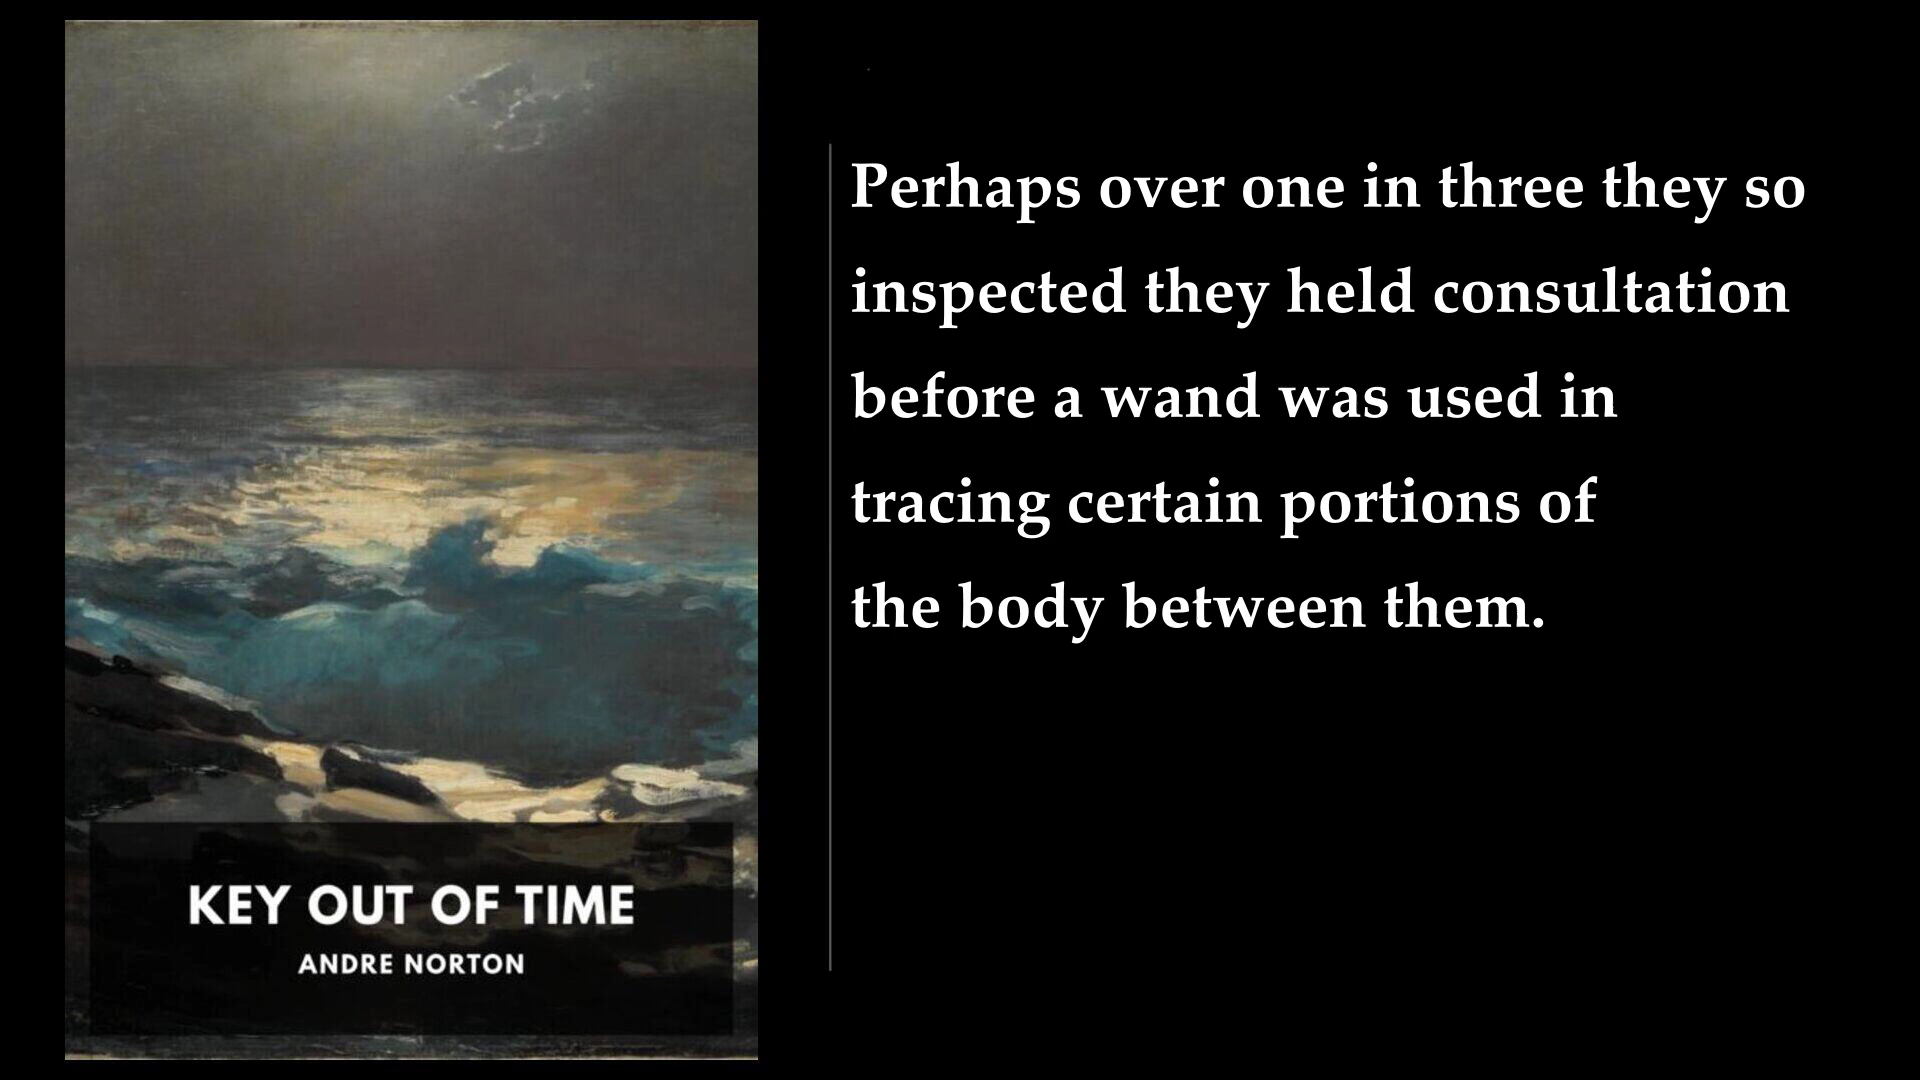 Perhaps over one in three they so
inspected they held consultation
before a wand was used in
tracing certain portions of
the body between them.
KEY OUT OF TIME
ANDRE NORTON